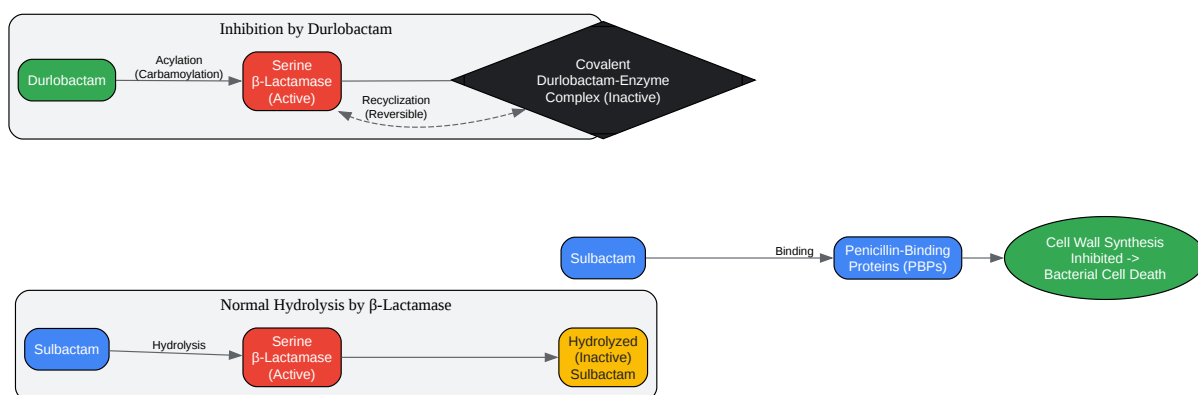 Inhibition by Durlobactam
Durlobactam
Acylation
(Carbamoylation)
Serine
β-Lactamase
(Active)
Recyclization
(Reversible)
Covalent
Durlobactam-Enzyme
Complex (Inactive)
Sulbactam
Binding
Penicillin-Binding
Proteins (PBPs)
Cell Wall Synthesis
Inhibited ->
Bacterial Cell Death
Normal Hydrolysis by β-Lactamase
Sulbactam
Hydrolysis
Serine
β-Lactamase
(Active)
Hydrolyzed
(Inactive)
Sulbactam